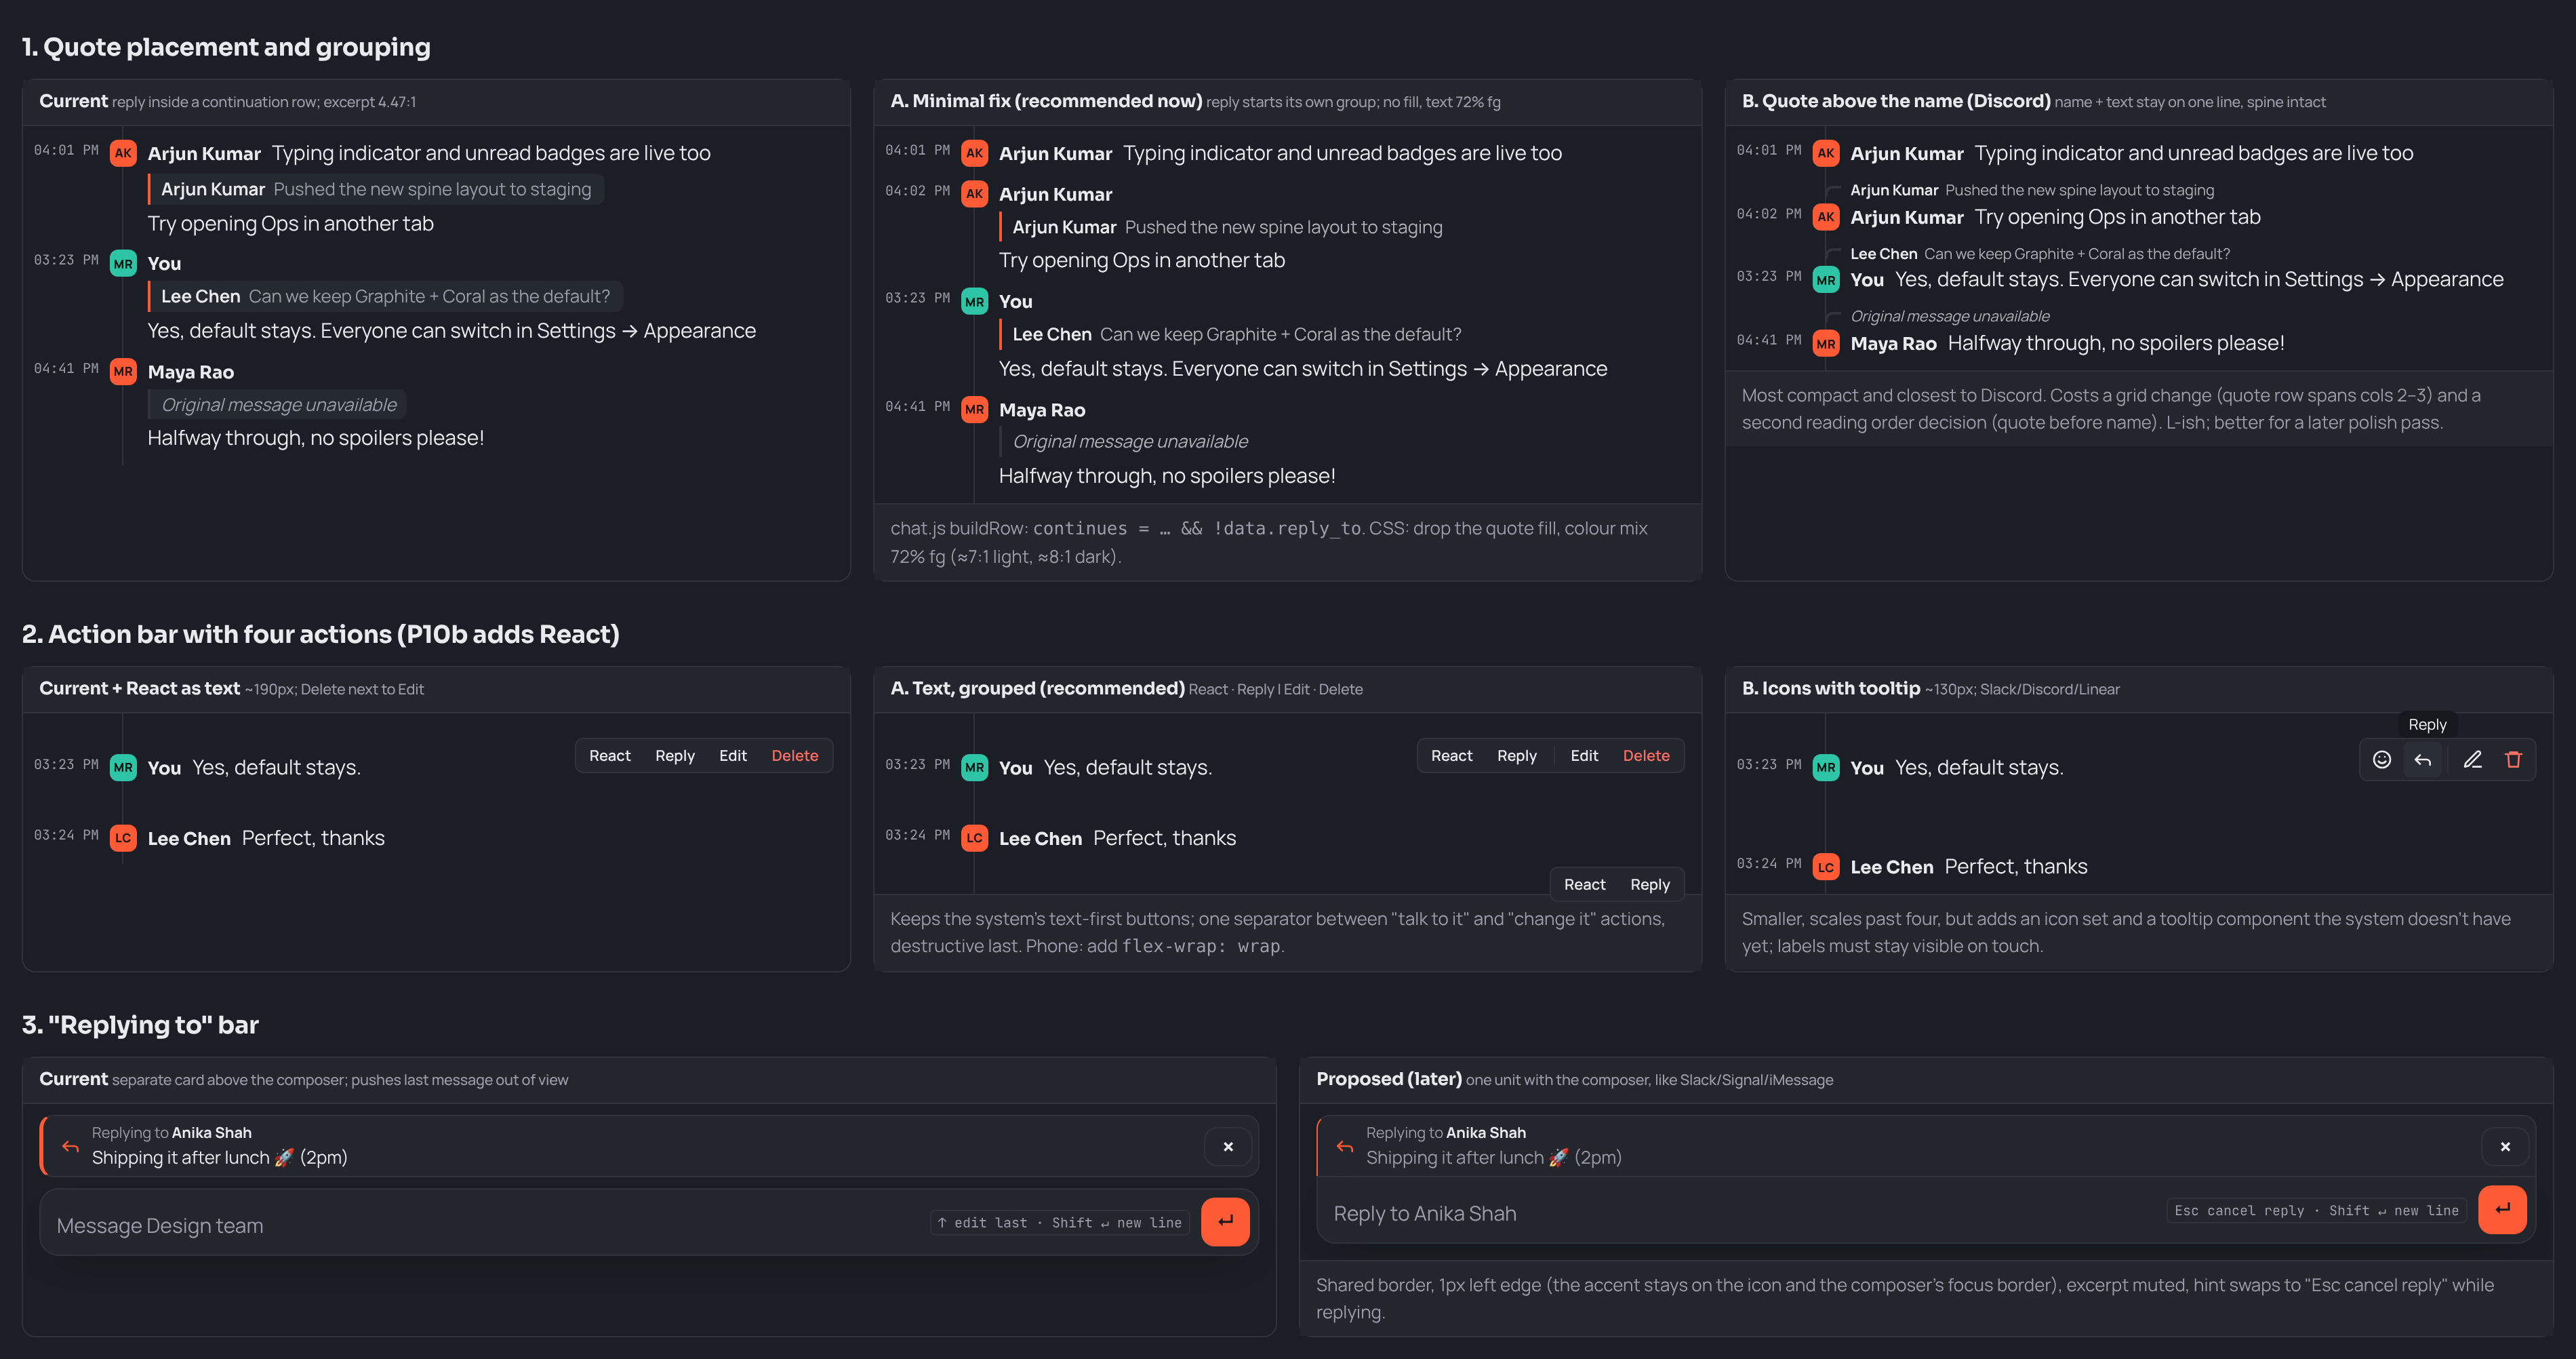 1. Quote placement and grouping
Current reply inside a continuation row; excerpt 4.47:1
04:01 PM AK Arjun Kumar Typing indicator and unread badges are live too
Arjun Kumar Pushed the new spine layout to staging
Try opening Ops in another tab
03:23 PM MR You
Lee Chen Can we keep Graphite + Coral as the default?
Yes, default stays. Everyone can switch in Settings → Appearance
04:41 PM MR Maya Rao
Original message unavailable
Halfway through, no spoilers please!
A. Minimal fix (recommended now) reply starts its own group; no fill, text 72% fg
04:01 PM AK Arjun Kumar Typing indicator and unread badges are live too
04:02 PM AK Arjun Kumar
Arjun Kumar Pushed the new spine layout to staging
Try opening Ops in another tab
03:23 PM MR You
Lee Chen Can we keep Graphite + Coral as the default?
Yes, default stays. Everyone can switch in Settings → Appearance
04:41 PM MR Maya Rao
Original message unavailable
Halfway through, no spoilers please!
chat.js buildRow: continues = … && !data.reply_to. CSS: drop the quote fill, colour mix
72% fg (≈7:1 light, ≈8:1 dark).
B. Quote above the name (Discord) name + text stay on one line, spine intact
04:01 PM AK Arjun Kumar Typing indicator and unread badges are live too
Arjun Kumar Pushed the new spine layout to staging
04:02 PM AK Arjun Kumar Try opening Ops in another tab
Lee Chen Can we keep Graphite + Coral as the default?
03:23 PM MR You Yes, default stays. Everyone can switch in Settings → Appearance
Original message unavailable
04:41 PM MR Maya Rao Halfway through, no spoilers please!
Most compact and closest to Discord. Costs a grid change (quote row spans cols 2–3) and a
second reading order decision (quote before name). L-ish; better for a later polish pass.
2. Action bar with four actions (P10b adds React)
Current + React as text ~190px; Delete next to Edit
React Reply Edit Delete
03:23 PM MR You Yes, default stays.
03:24 PM LC Lee Chen Perfect, thanks
A. Text, grouped (recommended) React · Reply | Edit · Delete
React Reply Edit Delete
03:23 PM MR You Yes, default stays.
03:24 PM LC Lee Chen Perfect, thanks
React Reply
Keeps the system's text-first buttons; one separator between "talk to it" and "change it" actions,
destructive last. Phone: add flex-wrap: wrap.
B. Icons with tooltip ~130px; Slack/Discord/Linear
Reply
03:23 PM MR You Yes, default stays.
03:24 PM LC Lee Chen Perfect, thanks
Smaller, scales past four, but adds an icon set and a tooltip component the system doesn't have
yet; labels must stay visible on touch.
3. "Replying to" bar
Current separate card above the composer; pushes last message out of view
Replying to Anika Shah
Shipping it after lunch 🚀 (2pm)
×
Message Design team
↑ edit last · Shift ↵ new line
↵
Proposed (later) one unit with the composer, like Slack/Signal/iMessage
Replying to Anika Shah
Shipping it after lunch 🚀 (2pm)
×
Reply to Anika Shah
Esc cancel reply · Shift ↵ new line
↵
Shared border, 1px left edge (the accent stays on the icon and the composer's focus border), excerpt muted, hint swaps to "Esc cancel reply" while
replying.